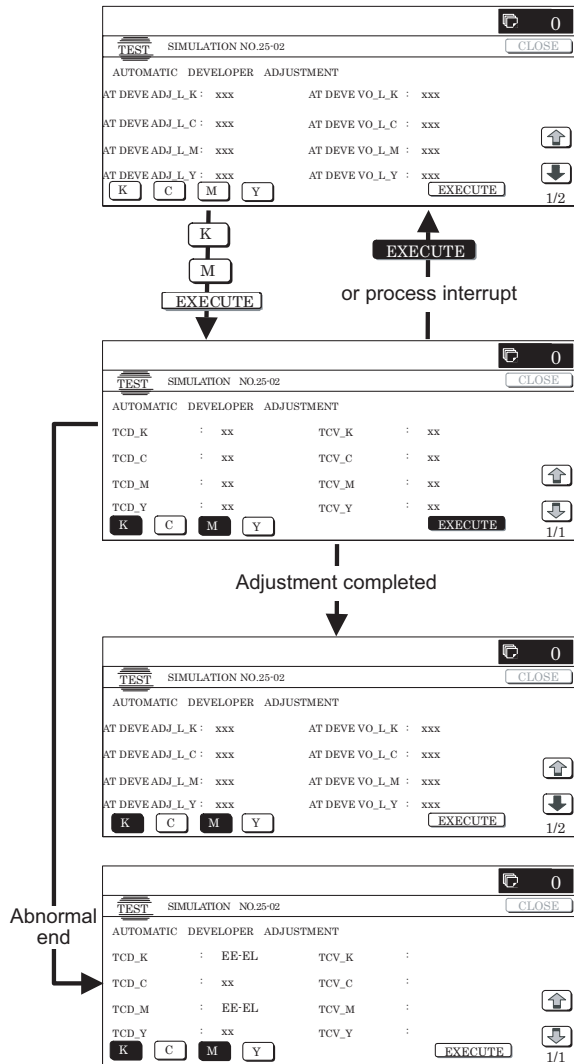 0
TEST SIMULATION NO.25-02 CLOSE
AUTOMATIC DEVELOPER ADJUSTMENT
AT DEVE ADJ_L_K : xxx AT DEVE VO_L_K : xxx
AT DEVE ADJ_L_C : xxx AT DEVE VO_L_C : xxx
AT DEVE ADJ_L_M : xxx AT DEVE VO_L_M : xxx
AT DEVE ADJ_L_Y : xxx AT DEVE VO_L_Y : xxx
K C M Y EXECUTE 1/2
K
M
EXECUTE
EXECUTE
or process interrupt
0
TEST SIMULATION NO.25-02 CLOSE
AUTOMATIC DEVELOPER ADJUSTMENT
TCD_K : xx TCV_K : xx
TCD_C : xx TCV_C : xx
TCD_M : xx TCV_M : xx
TCD_Y : xx TCV_Y : xx
K C M Y EXECUTE 1/1
Adjustment completed
0
TEST SIMULATION NO.25-02 CLOSE
AUTOMATIC DEVELOPER ADJUSTMENT
AT DEVE ADJ_L_K : xxx AT DEVE VO_L_K : xxx
AT DEVE ADJ_L_C : xxx AT DEVE VO_L_C : xxx
AT DEVE ADJ_L_M : xxx AT DEVE VO_L_M : xxx
AT DEVE ADJ_L_Y : xxx AT DEVE VO_L_Y : xxx
K C M Y EXECUTE 1/2
Abnormal
end
0
TEST SIMULATION NO.25-02 CLOSE
AUTOMATIC DEVELOPER ADJUSTMENT
TCD_K : EE-EL TCV_K :
TCD_C : xx TCV_C :
TCD_M : EE-EL TCV_M :
TCD_Y : xx TCV_Y :
K C M Y EXECUTE 1/1